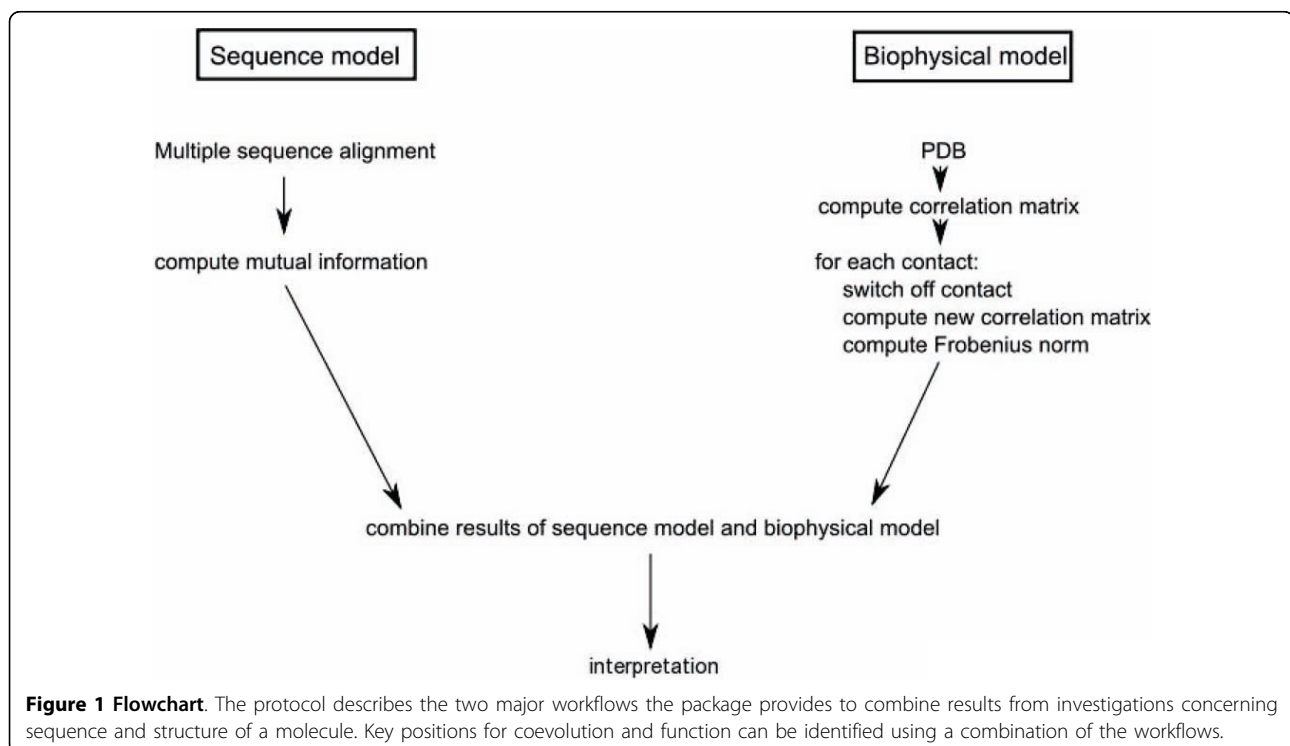 Sequence model
Biophysical model
Multiple sequence alignment
compute mutual information
PDB
compute correlation matrix
for each contact:
switch off contact
compute new correlation matrix
compute Frobenius norm
combine results of sequence model and biophysical model
interpretation
Figure 1 Flowchart. The protocol describes the two major workflows the package provides to combine results from investigations concerning
sequence and structure of a molecule. Key positions for coevolution and function can be identified using a combination of the workflows.